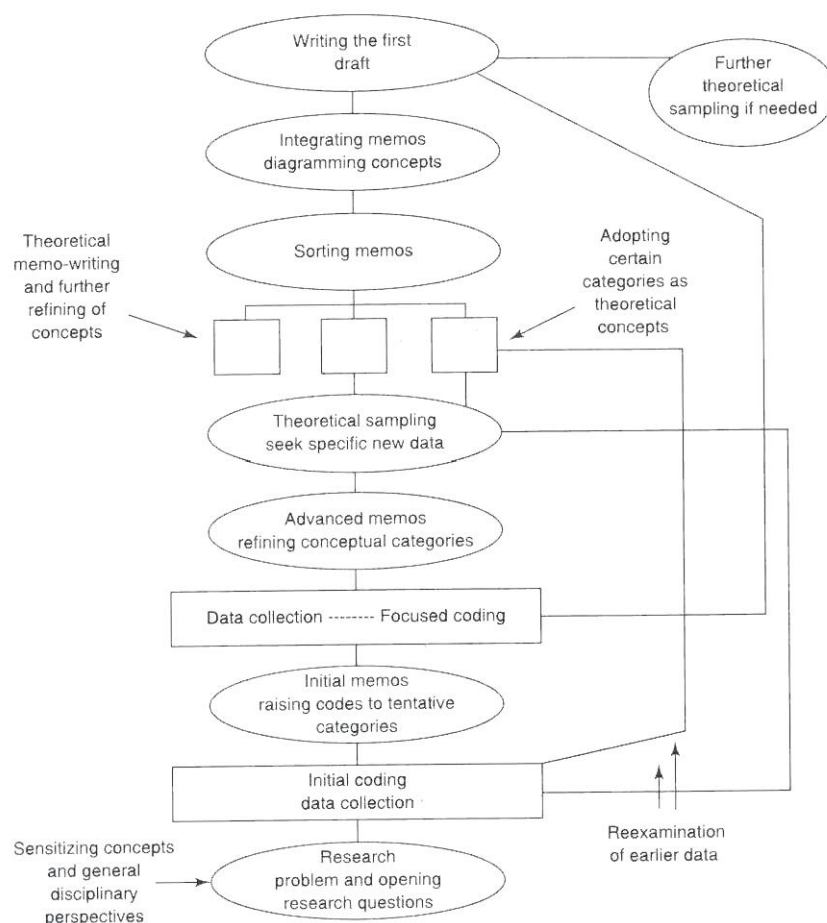 Writing the first
draft
Further
theoretical
sampling if needed
Integrating memos
diagramming concepts
Theoretical
memo-writing
and further
refining of
concepts
Sorting memos
Adopting
certain
categories as
theoretical
concepts
Theoretical sampling
seek specific new data
Advanced memos
refining conceptual categories
Data collection -------- Focused coding
Initial memos
raising codes to tentative
categories
Initial coding
data collection
Reexamination
of earlier data
Sensitizing concepts
and general
disciplinary
perspectives
Research
problem and opening
research questions